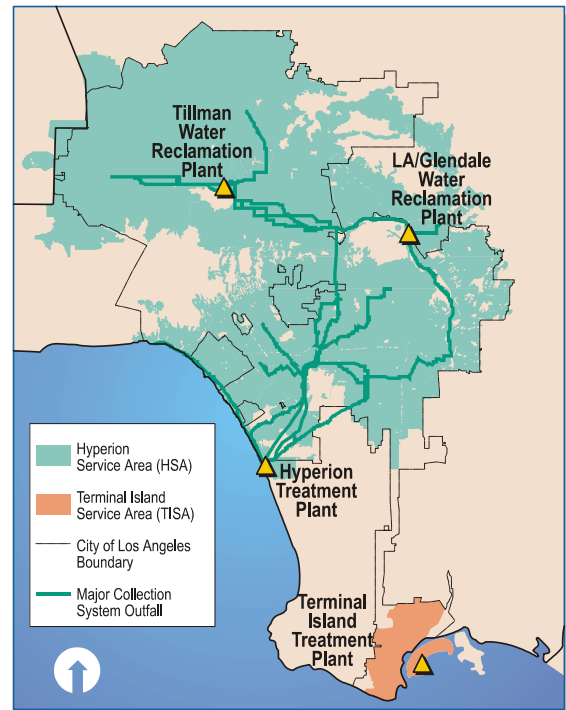 Tillman
Water
Reclamation
Plant
LA/Glendale
Water
Reclamation
Plant
Hyperion
Service Area (HSA)
Terminal Island
Service Area (TISA)
City of Los Angeles
Boundary
Major Collection
System Outfall
Hyperion
Treatment
Plant
Terminal
Island
Treatment
Plant